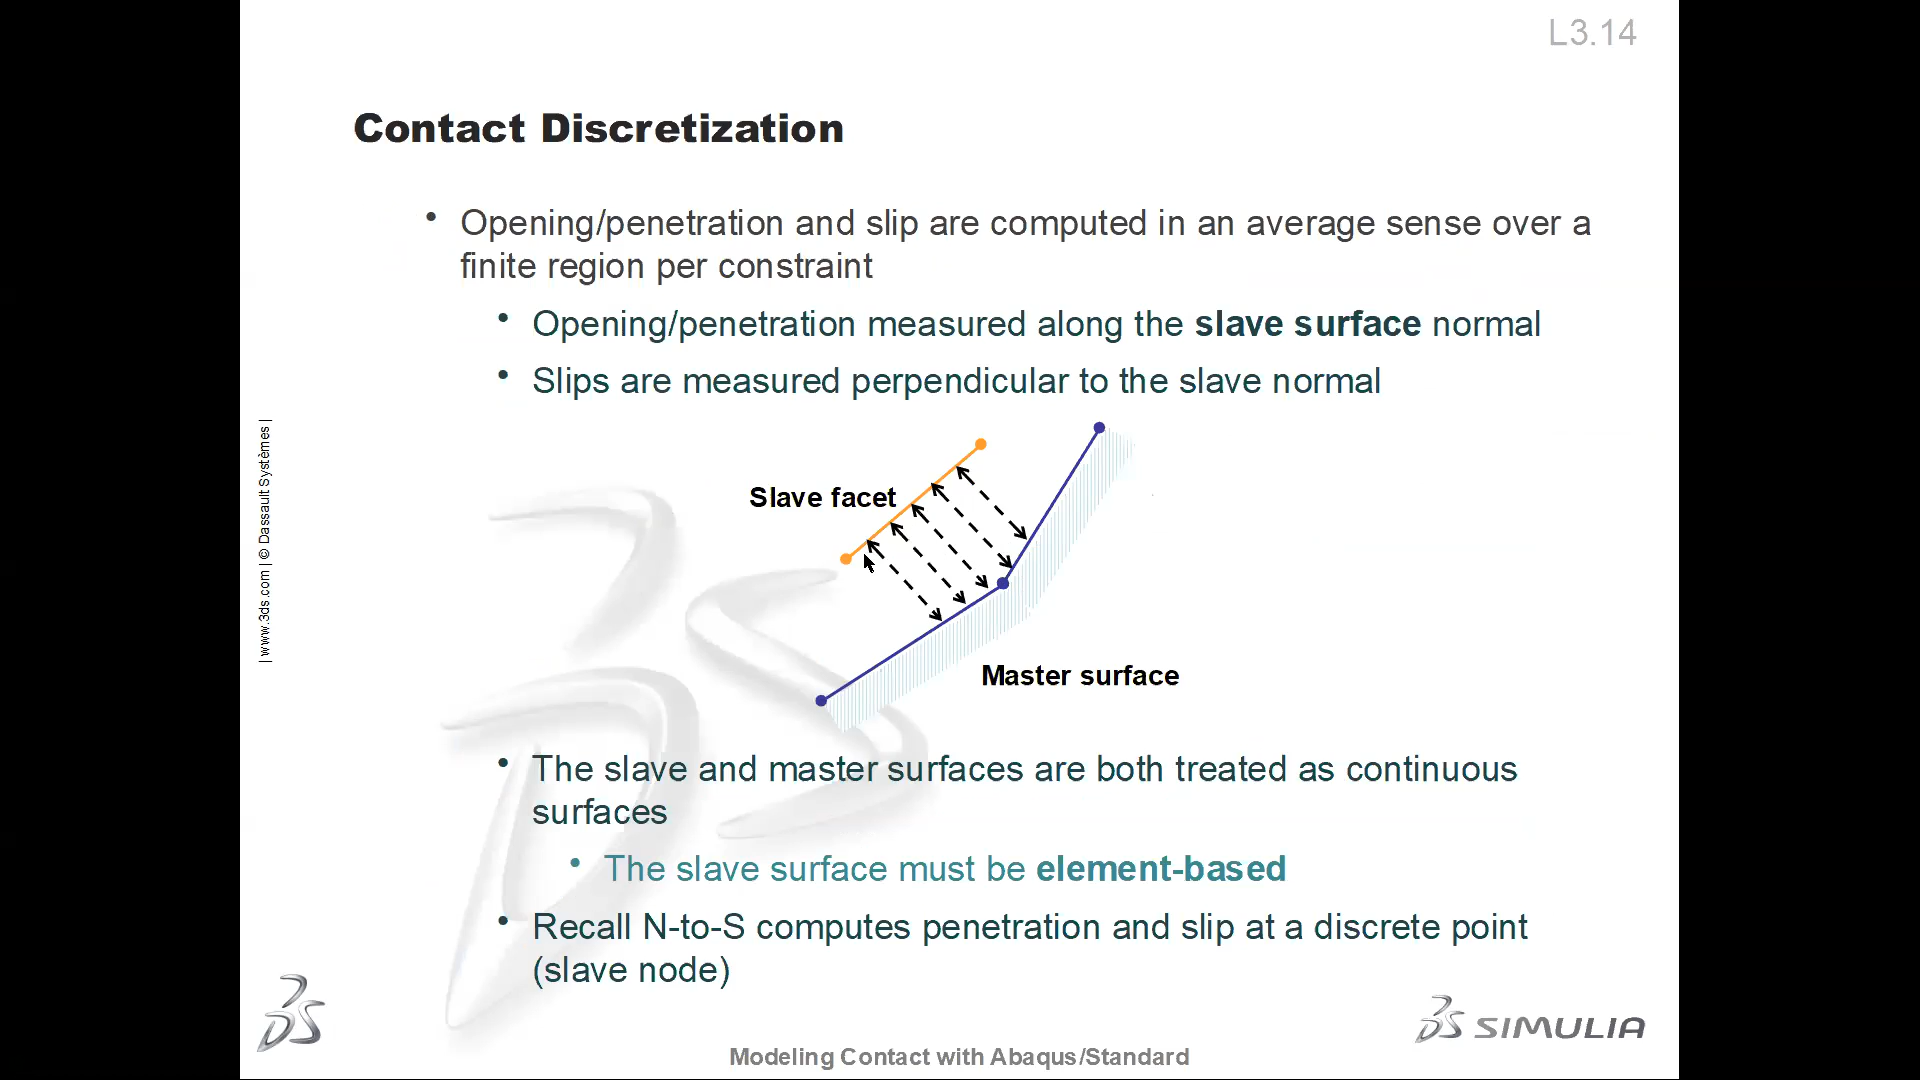 L3.14
Contact Discretization
• Opening/penetration and slip are computed in an average sense over a
finite region per constraint
• Opening/penetration measured along the slave surface normal
• Slips are measured perpendicular to the slave normal
Slave facet
Master surface
| www.3ds.com | © Dassault Systèmes |
• The slave and master surfaces are both treated as continuous
surfaces
• The slave surface must be element-based
• Recall N-to-S computes penetration and slip at a discrete point
(slave node)
SIMULIA
Modeling Contact with Abaqus/Standard